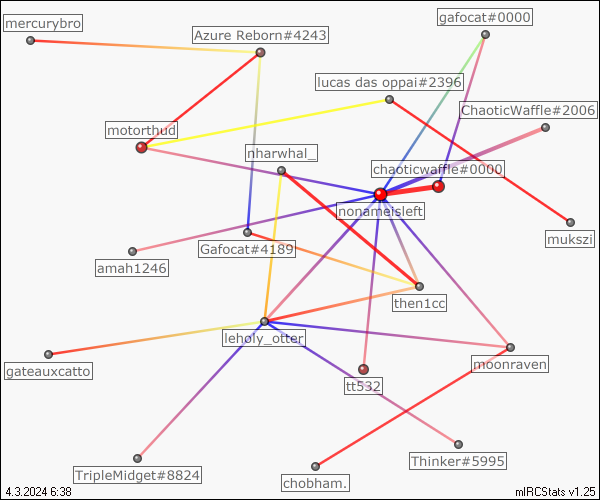 mercurybro
gafocat#0000
Azure Reborn#4243
lucas das oppai#2396
ChaoticWaffle#2006
motorthud
nharwhal_
chaoticwaffle#0000
nonameisleft
mukszi
Gafocat#4189
amah1246
then1cc
leholy_otter
gateauxcatto
moonraven
tt532
Thinker#5995
TripleMidget#8824
chobham.
4.3.2024 6:38
mIRCStats v1.25